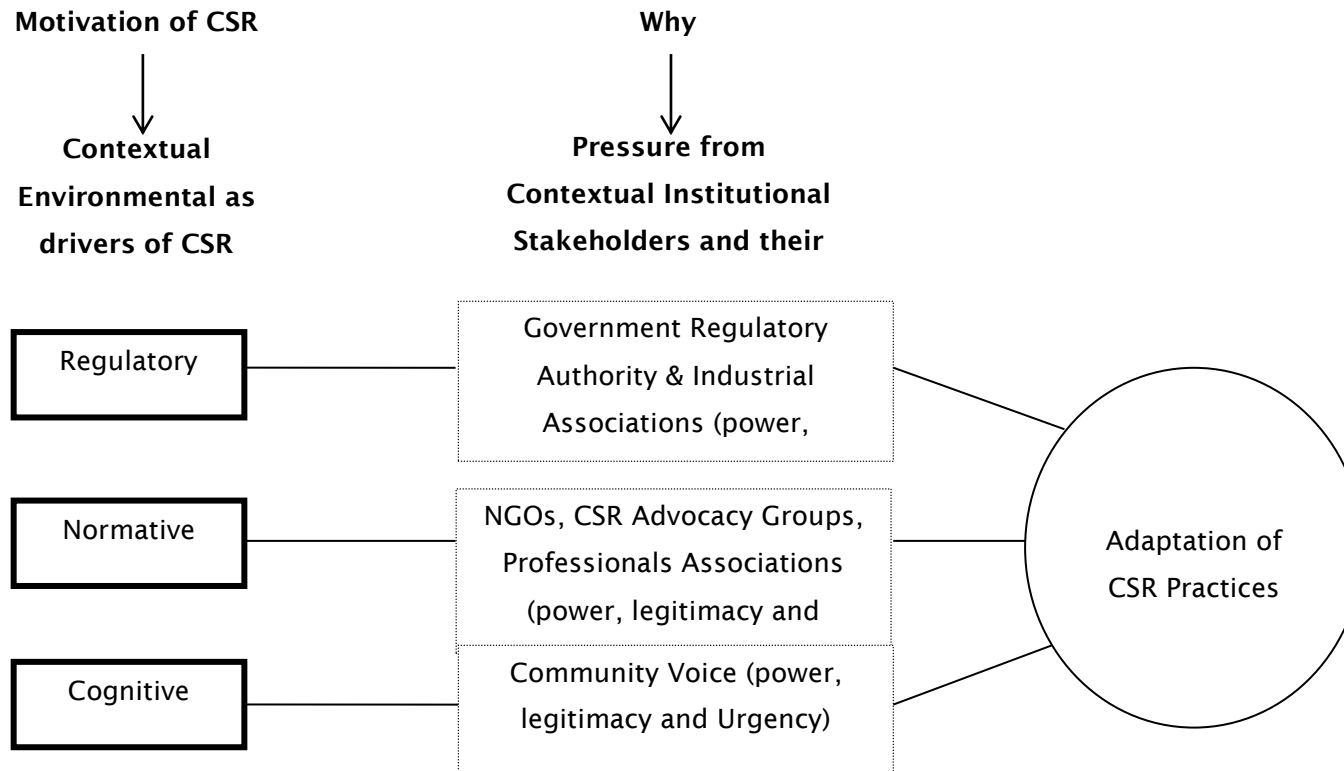 Motivation of CSR
Why
Contextual
Environmental as
drivers of CSR
Pressure from
Contextual Institutional
Stakeholders and their
Regulatory
Government Regulatory
Authority & Industrial
Associations (power,
Normative
NGOs, CSR Advocacy Groups,
Professionals Associations
(power, legitimacy and
Cognitive
Community Voice (power,
legitimacy and Urgency)
Adaptation of
CSR Practices